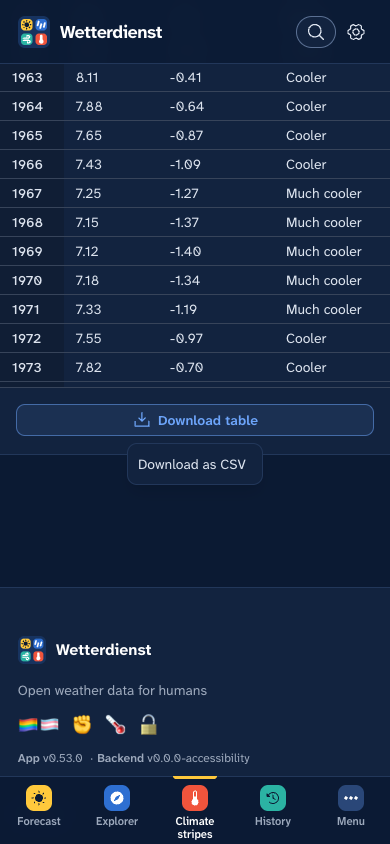 Wetterdienst
1963 8.11 -0.41 Cooler
1964 7.88 -0.64 Cooler
1965 7.65 -0.87 Cooler
1966 7.43 -1.09 Cooler
1967 7.25 -1.27 Much cooler
1968 7.15 -1.37 Much cooler
1969 7.12 -1.40 Much cooler
1970 7.18 -1.34 Much cooler
1971 7.33 -1.19 Much cooler
1972 7.55 -0.97 Cooler
1973 7.82 -0.70 Cooler
Download table
Download as CSV
Wetterdienst
Open weather data for humans
App v0.53.0 · Backend v0.0.0-accessibility
Forecast Explorer Climate stripes History Menu